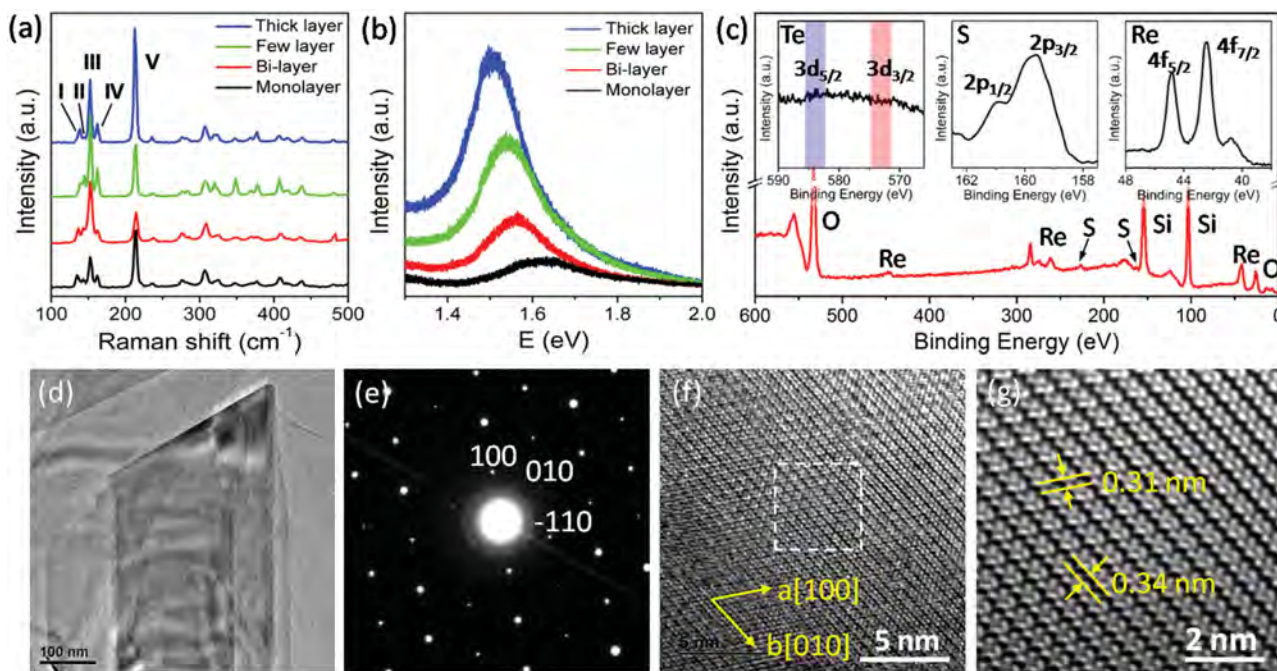 (a)
Thick layer
Few layer
Bi-layer
Monolayer
I II III IV V
Intensity (a.u.)
100 200 300 400 500
Raman shift (cm⁻¹)
(b)
Thick layer
Few layer
Bi-layer
Monolayer
Intensity (a.u.)
1.4 1.6 1.8 2.0
E (eV)
(c)
Te
3d5/2 3d3/2
Intensity (a.u.)
590 580 570
Binding Energy (eV)
S
2p1/2 2p3/2
Intensity (a.u.)
162 160 158
Binding Energy (eV)
Re
4f5/2 4f7/2
Intensity (a.u.)
48 44 40
Binding Energy (eV)
Intensity (a.u.)
O Re Re S S Si Si Re O
600 500 400 300 200 100 0
Binding Energy (eV)
(d)
100 nm
(e)
100
010
-110
(f)
a[100]
b[010]
5 nm
5 nm
(g)
0.31 nm
0.34 nm
2 nm